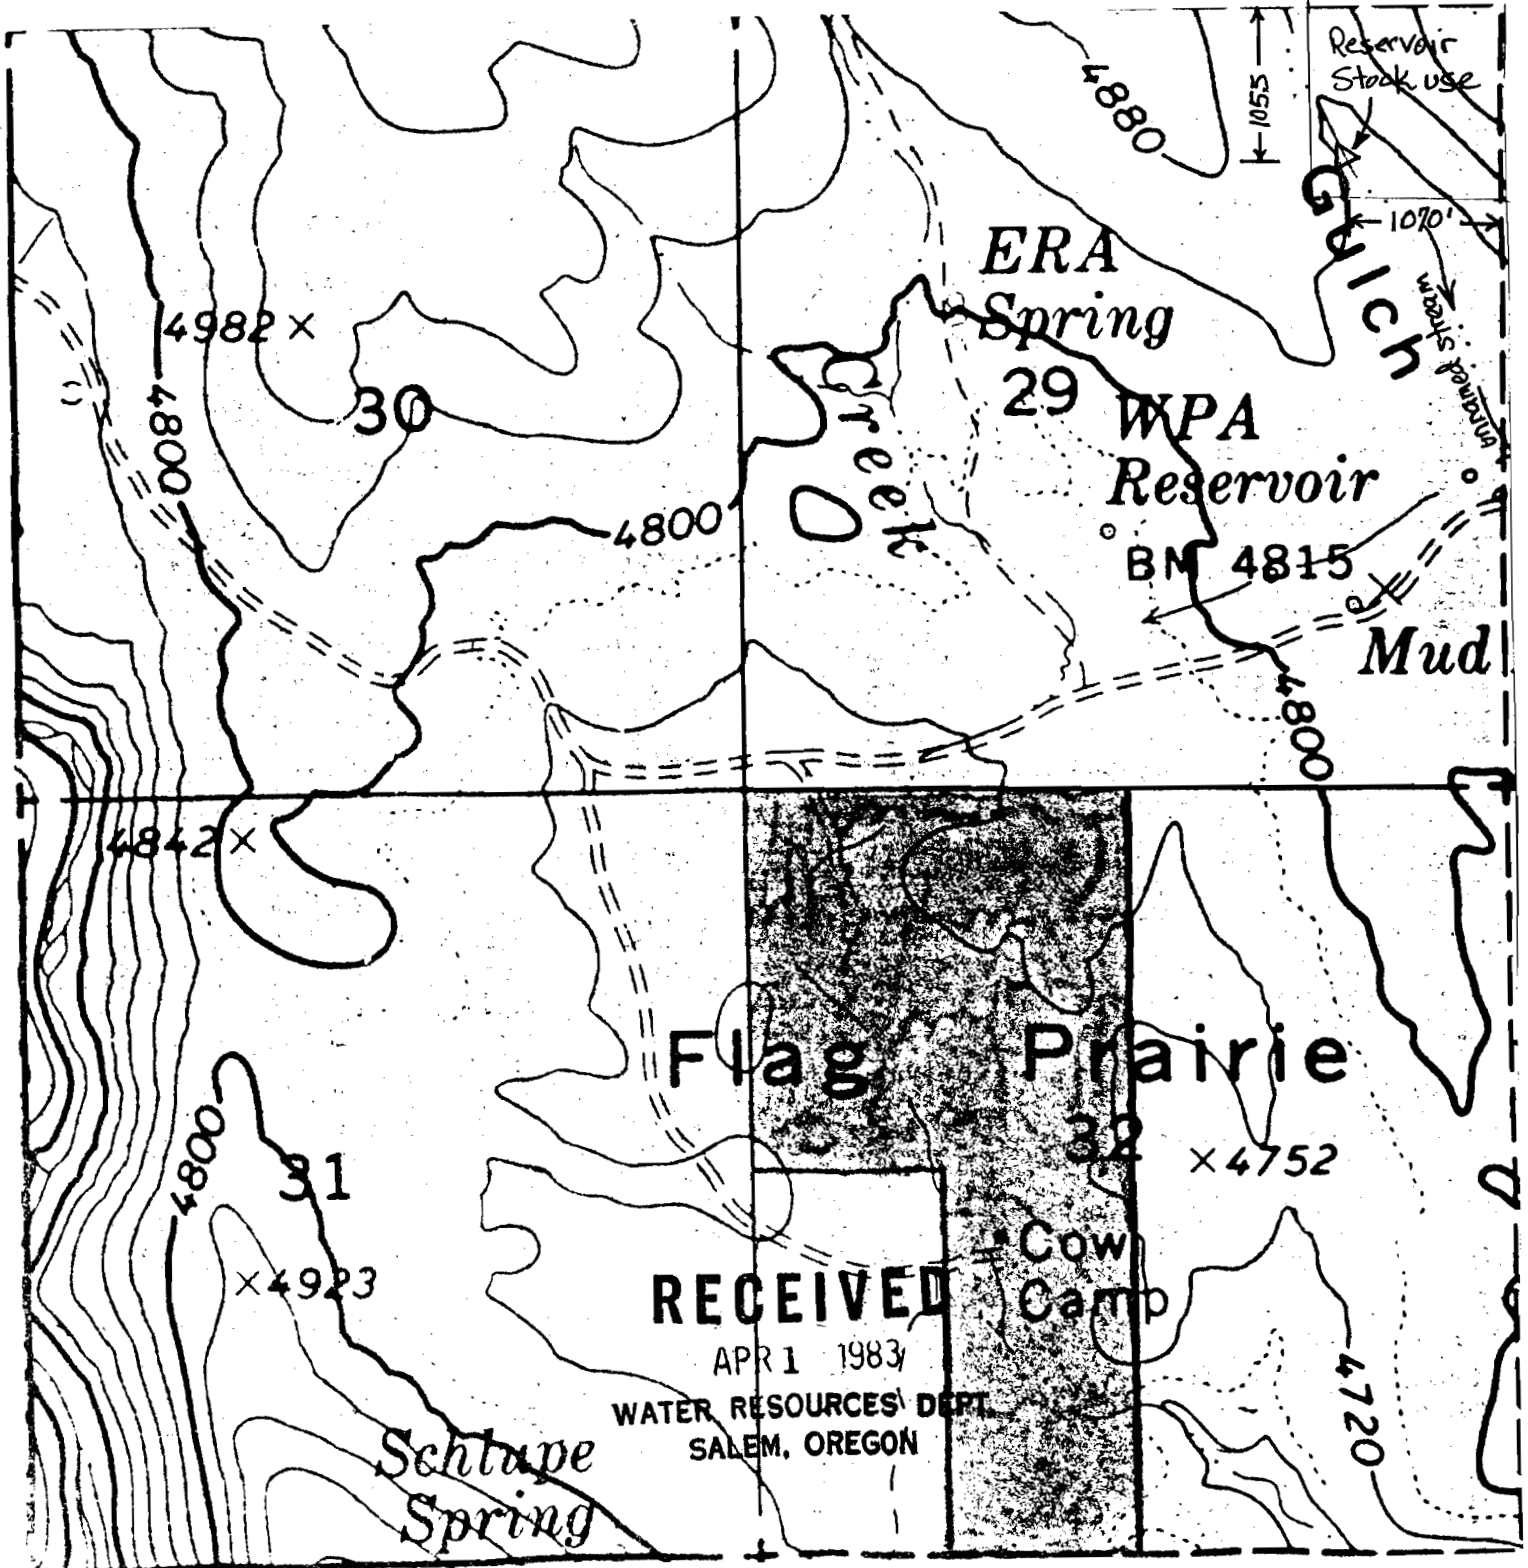 Reservoir
Stock use
4880
1055
Gulch
1070'
unnamed stream
ERA
Spring
4982
30
4800
Creek
29
WPA
Reservoir
4800
BM 4815
Mud
4800
4842
Flag Prairie
32
4752
4800
31
4923
Cow
Camp
RECEIVED
APR 1 1983
WATER RESOURCES DEPT.
SALEM, OREGON
4720
Schlupe
Spring